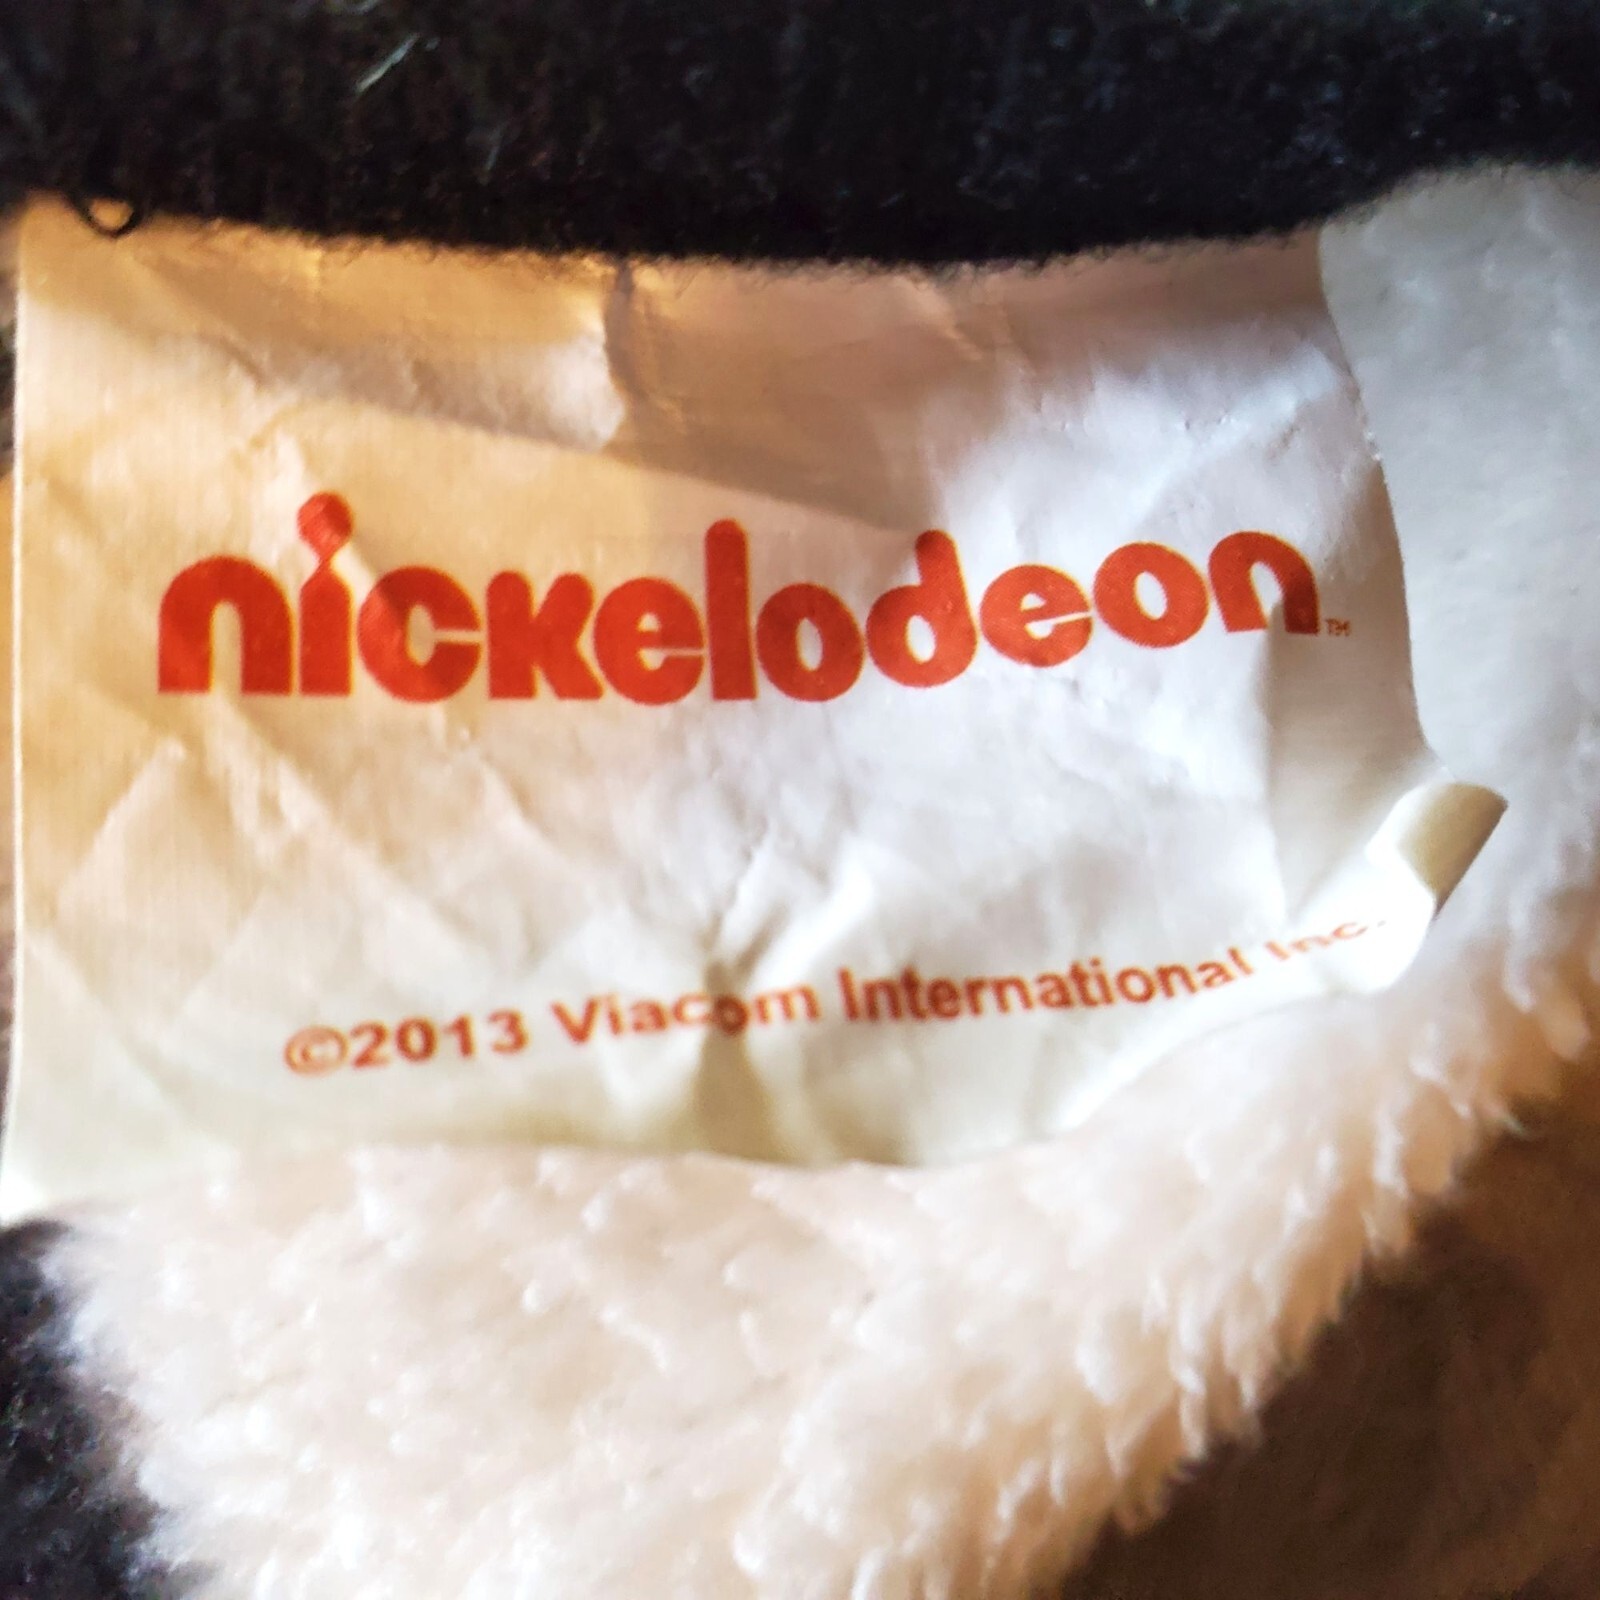 nickelodeon™
©2013 Viacom International Inc.